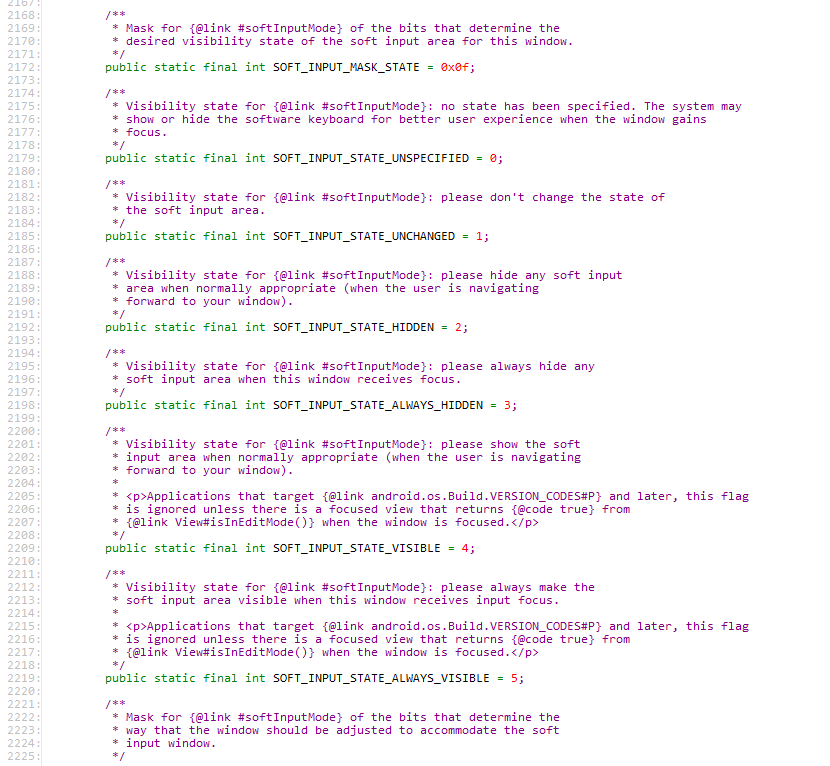 2167:
2168:         /**
2169:          * Mask for {@link #softInputMode} of the bits that determine the
2170:          * desired visibility state of the soft input area for this window.
2171:          */
2172:         public static final int SOFT_INPUT_MASK_STATE = 0x0f;
2173:
2174:         /**
2175:          * Visibility state for {@link #softInputMode}: no state has been specified. The system may
2176:          * show or hide the software keyboard for better user experience when the window gains
2177:          * focus.
2178:          */
2179:         public static final int SOFT_INPUT_STATE_UNSPECIFIED = 0;
2180:
2181:         /**
2182:          * Visibility state for {@link #softInputMode}: please don't change the state of
2183:          * the soft input area.
2184:          */
2185:         public static final int SOFT_INPUT_STATE_UNCHANGED = 1;
2186:
2187:         /**
2188:          * Visibility state for {@link #softInputMode}: please hide any soft input
2189:          * area when normally appropriate (when the user is navigating
2190:          * forward to your window).
2191:          */
2192:         public static final int SOFT_INPUT_STATE_HIDDEN = 2;
2193:
2194:         /**
2195:          * Visibility state for {@link #softInputMode}: please always hide any
2196:          * soft input area when this window receives focus.
2197:          */
2198:         public static final int SOFT_INPUT_STATE_ALWAYS_HIDDEN = 3;
2199:
2200:         /**
2201:          * Visibility state for {@link #softInputMode}: please show the soft
2202:          * input area when normally appropriate (when the user is navigating
2203:          * forward to your window).
2204:          *
2205:          * <p>Applications that target {@link android.os.Build.VERSION_CODES#P} and later, this flag
2206:          * is ignored unless there is a focused view that returns {@code true} from
2207:          * {@link View#isInEditMode()} when the window is focused.</p>
2208:          */
2209:         public static final int SOFT_INPUT_STATE_VISIBLE = 4;
2210:
2211:         /**
2212:          * Visibility state for {@link #softInputMode}: please always make the
2213:          * soft input area visible when this window receives input focus.
2214:          *
2215:          * <p>Applications that target {@link android.os.Build.VERSION_CODES#P} and later, this flag
2216:          * is ignored unless there is a focused view that returns {@code true} from
2217:          * {@link View#isInEditMode()} when the window is focused.</p>
2218:          */
2219:         public static final int SOFT_INPUT_STATE_ALWAYS_VISIBLE = 5;
2220:
2221:         /**
2222:          * Mask for {@link #softInputMode} of the bits that determine the
2223:          * way that the window should be adjusted to accommodate the soft
2224:          * input window.
2225:          */